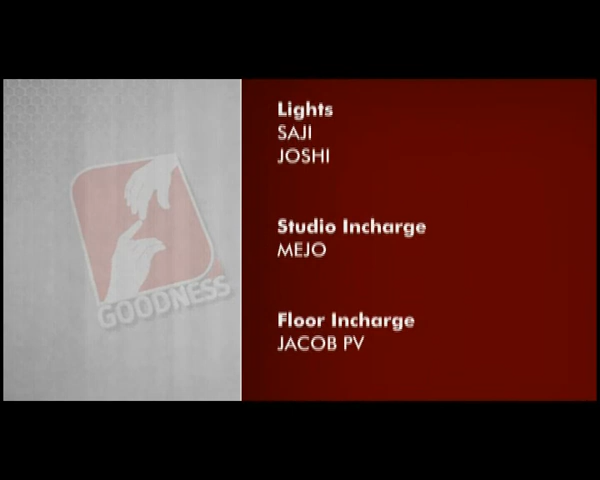 Lights
SAJI
JOSHI
Studio Incharge
MEJO
Floor Incharge
JACOB PV
GOODNESS